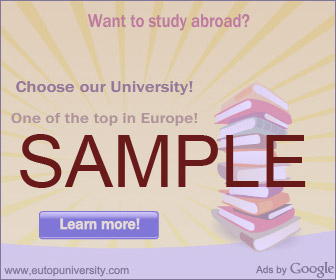 Want to study abroad?
Choose our University!
One of the top in Europe!
SAMPLE
Learn more!
www.eutopuniversity.com
Ads by Google